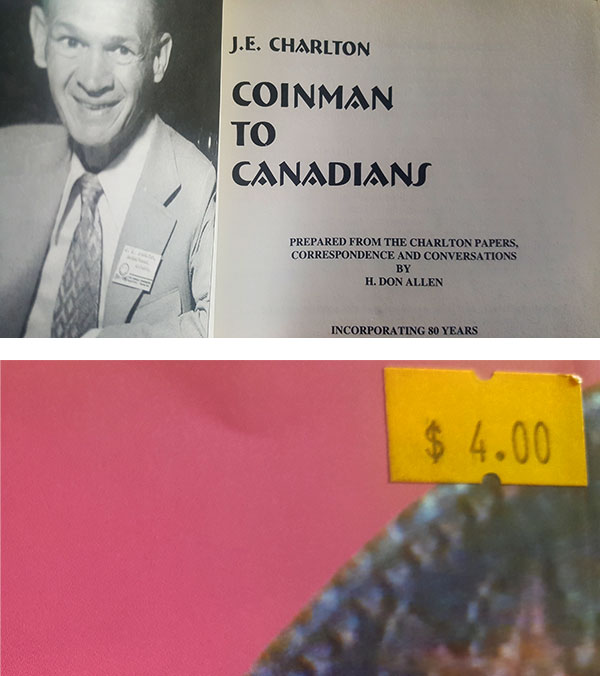 J.E. CHARLTON
COINMAN
TO
CANADIANS
PREPARED FROM THE CHARLTON PAPERS,
CORRESPONDENCE AND CONVERSATIONS
BY
H. DON ALLEN
INCORPORATING 80 YEARS
$ 4.00